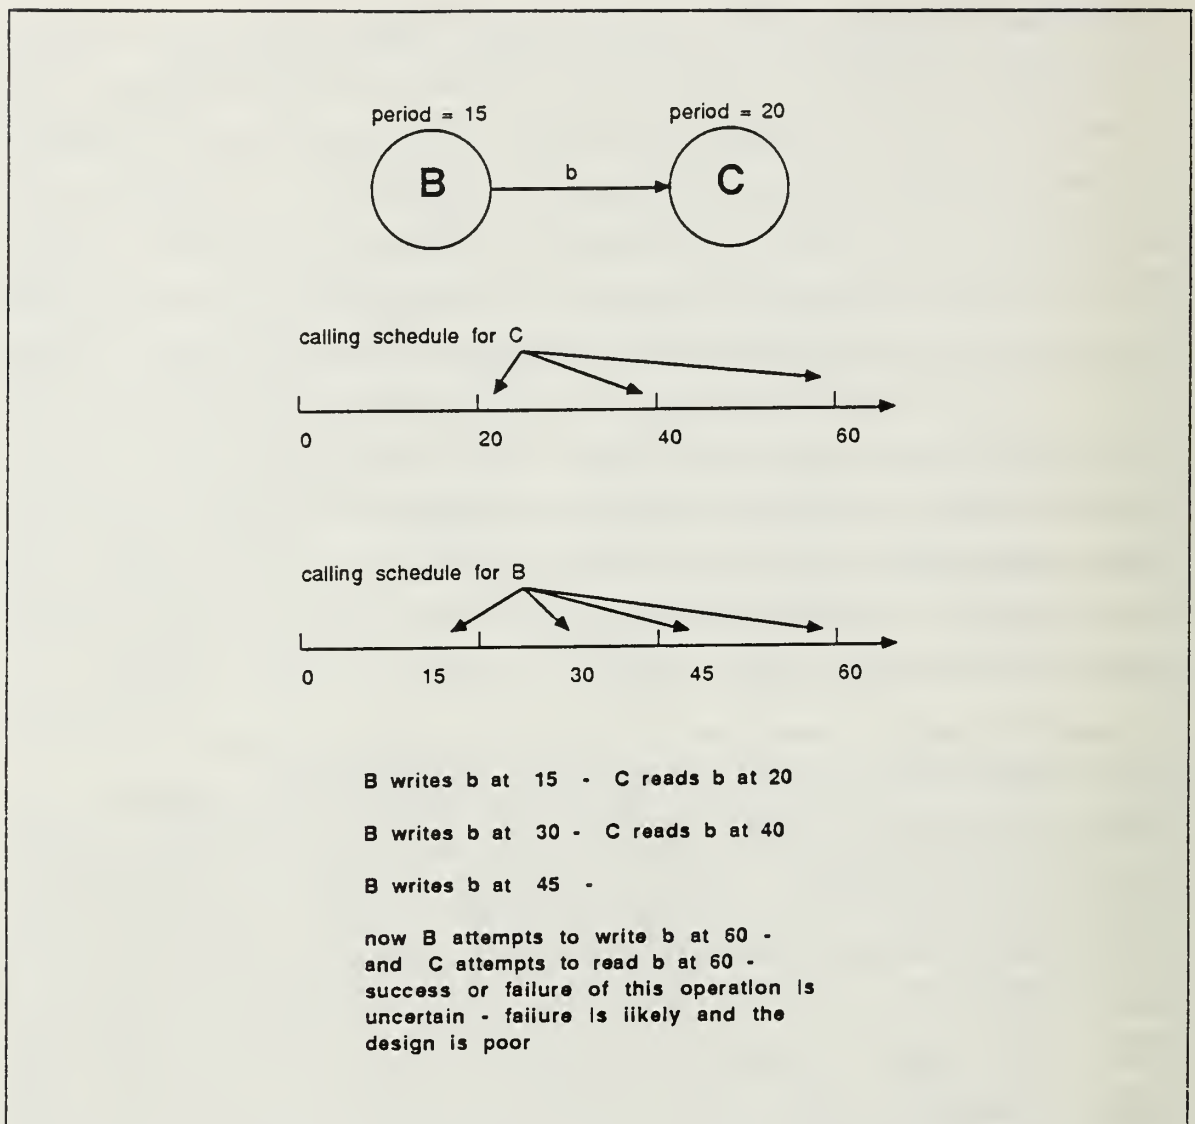 period = 15 period = 20
B b C
calling schedule for C
0 20 40 60
calling schedule for B
0 15 30 45 60
B writes b at 15 - C reads b at 20
B writes b at 30 - C reads b at 40
B writes b at 45 -
now B attempts to write b at 60 -
and C attempts to read b at 60 -
success or failure of this operation is
uncertain - failure is likely and the
design is poor